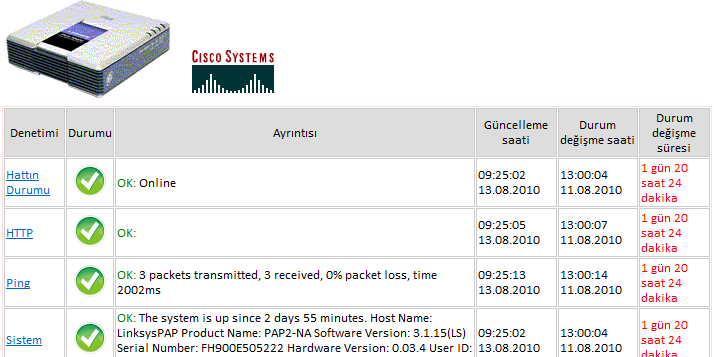 CISCO SYSTEMS
Denetimi Durumu Ayrıntısı Güncelleme saati Durum değişme saati Durum değişme süresi
Hattın Durumu OK: Online 09:25:02 13.08.2010 13:00:04 11.08.2010 1 gün 20 saat 24 dakika
HTTP OK: 09:25:05 13.08.2010 13:00:07 11.08.2010 1 gün 20 saat 24 dakika
Ping OK: 3 packets transmitted, 3 received, 0% packet loss, time 2002ms 09:25:13 13.08.2010 13:00:14 11.08.2010 1 gün 20 saat 24 dakika
Sistem OK: The system is up since 2 days 55 minutes. Host Name: LinksysPAP Product Name: PAP2-NA Software Version: 3.1.15(LS) Serial Number: FH900E505222 Hardware Version: 0.03.4 User ID: 09:25:02 13.08.2010 13:00:04 11.08.2010 1 gün 20 saat 24 dakika